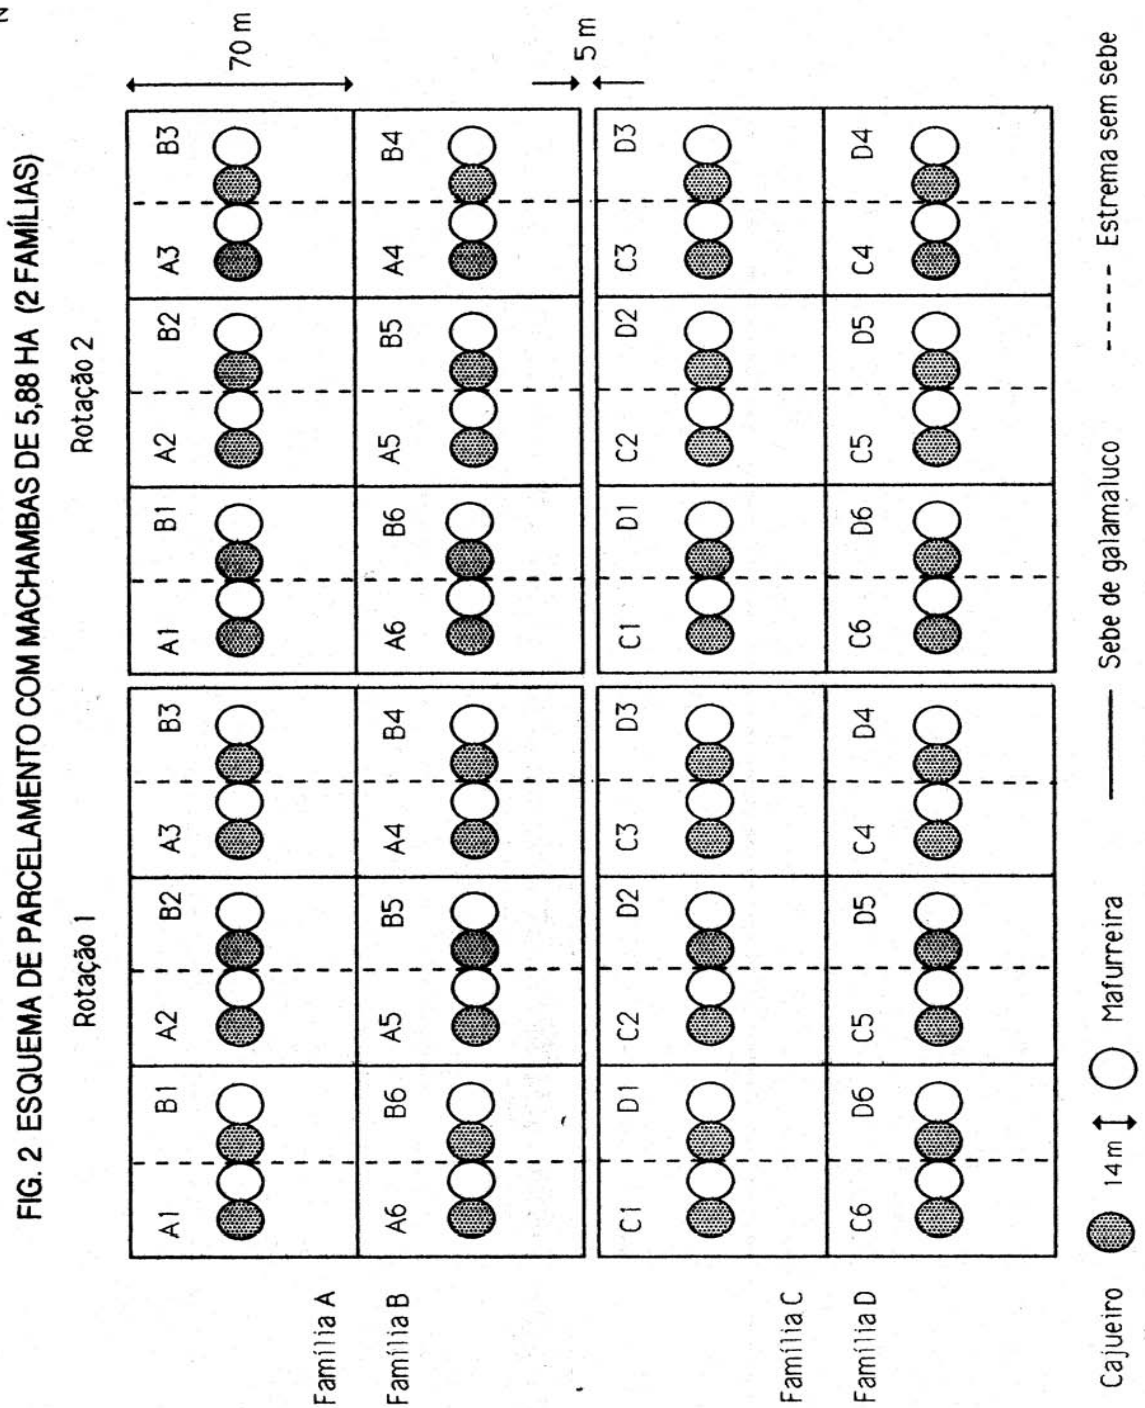 N
FIG. 2 ESQUEMA DE PARCELAMENTO COM MACHAMBAS DE 5,88 HA (2 FAMÍLIAS)
Rotação 1 Rotação 2
A1 B1 A2 B2 A3 B3 A1 B1 A2 B2 A3 B3
70 m
Família A
Família B A6 B6 A5 B5 A4 B4 A6 B6 A5 B5 A4 B4
5 m
C1 D1 C2 D2 C3 D3 C1 D1 C2 D2 C3 D3
Família C
Família D C6 D6 C5 D5 C4 D4 C6 D6 C5 D5 C4 D4
Cajueiro 14 m Mafurreira Sebe de galamaluco Estrema sem sebe